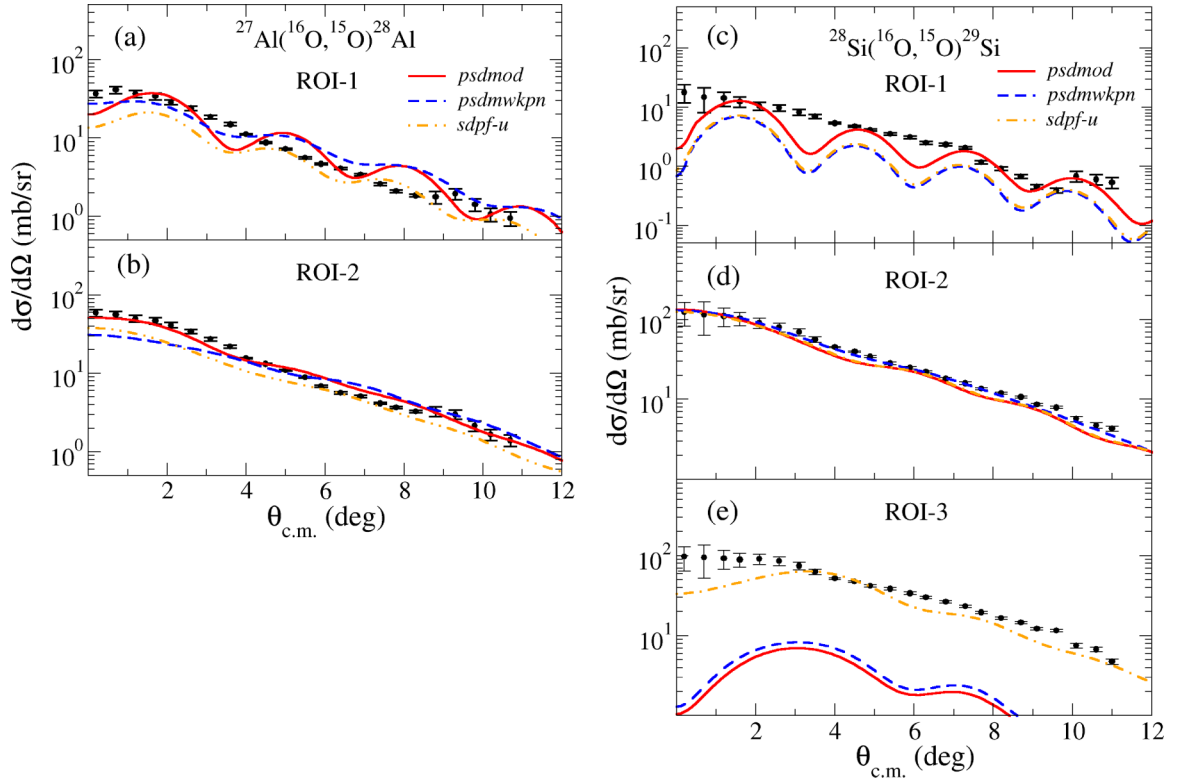 (a)
²⁷Al(¹⁶O,¹⁵O)²⁸Al
ROI-1
psdmod
psdmwkpn
sdpf-u
10²
10¹
10⁰
(b)
ROI-2
10²
10¹
10⁰
dσ/dΩ (mb/sr)
2 4 6 8 10 12
θc.m. (deg)
(c)
²⁸Si(¹⁶O,¹⁵O)²⁹Si
ROI-1
psdmod
psdmwkpn
sdpf-u
10²
10¹
10⁰
10⁻¹
(d)
ROI-2
10²
10¹
dσ/dΩ (mb/sr)
(e)
ROI-3
10²
10¹
0 2 4 6 8 10 12
θc.m. (deg)